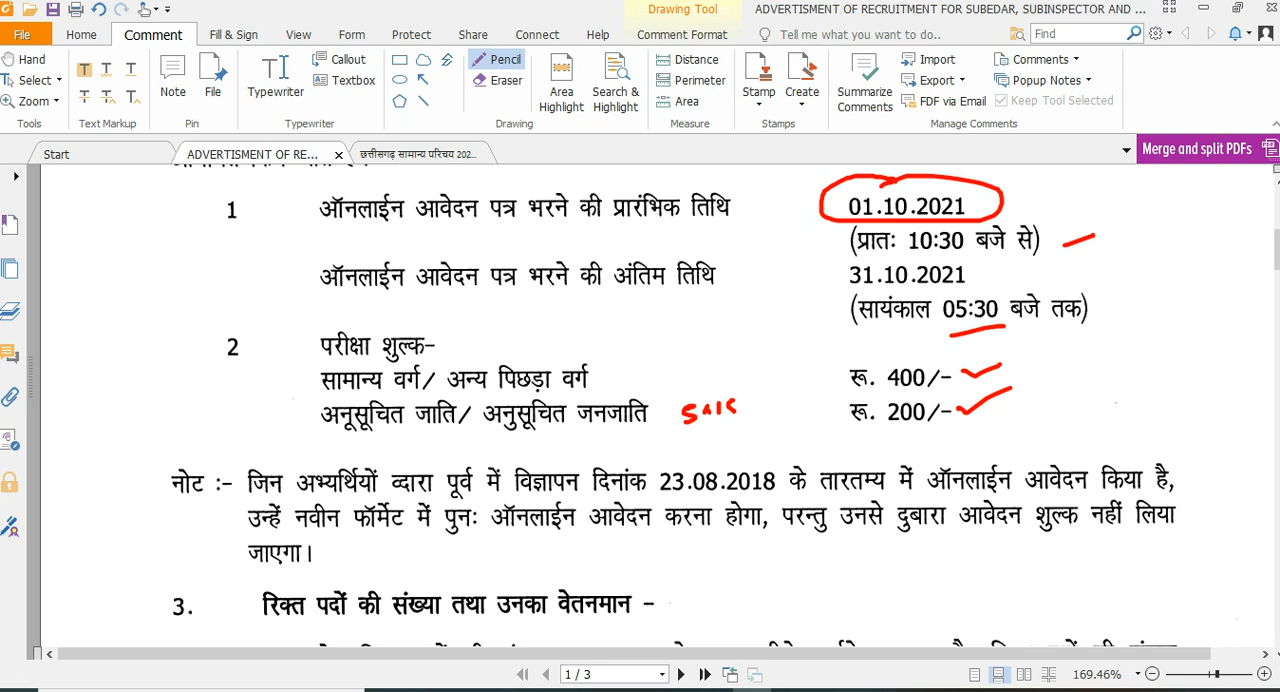 Drawing Tool
ADVERTISMENT OF RECRUITMENT FOR SUBEDAR, SUBINSPECTOR AND ...
File Home Comment Fill & Sign View Form Protect Share Connect Help Comment Format Tell me what you want to do.. Find
Hand
Select
Zoom
Tools
Text Markup
Note
File
Pin
Typewriter
Callout
Textbox
Typewriter
Pencil
Eraser
Area Highlight
Search & Highlight
Drawing
Distance
Perimeter
Area
Measure
Stamp
Create
Stamps
Summarize Comments
Import
Export
FDF via Email
Comments
Popup Notes
Keep Tool Selected
Manage Comments
Start
ADVERTISMENT OF RE... x
छत्तीसगढ़ सामान्य परिचय 202...
Merge and split PDFs
1 ऑनलाईन आवेदन पत्र भरने की प्रारंभिक तिथि 01.10.2021
(प्रातः 10:30 बजे से)
ऑनलाईन आवेदन पत्र भरने की अंतिम तिथि 31.10.2021
(सायंकाल 05:30 बजे तक)
2 परीक्षा शुल्क–
सामान्य वर्ग/ अन्य पिछड़ा वर्ग रू. 400/–
अनूसूचित जाति/ अनुसूचित जनजाति रू. 200/–
नोट :– जिन अभ्यर्थियों व्दारा पूर्व में विज्ञापन दिनांक 23.08.2018 के तारतम्य में ऑनलाईन आवेदन किया है,
उन्हें नवीन फॉर्मेट में पुनः ऑनलाईन आवेदन करना होगा, परन्तु उनसे दुबारा आवेदन शुल्क नहीं लिया
जाएगा।
3. रिक्त पदों की संख्या तथा उनका वेतनमान –
1 / 3
169.46%